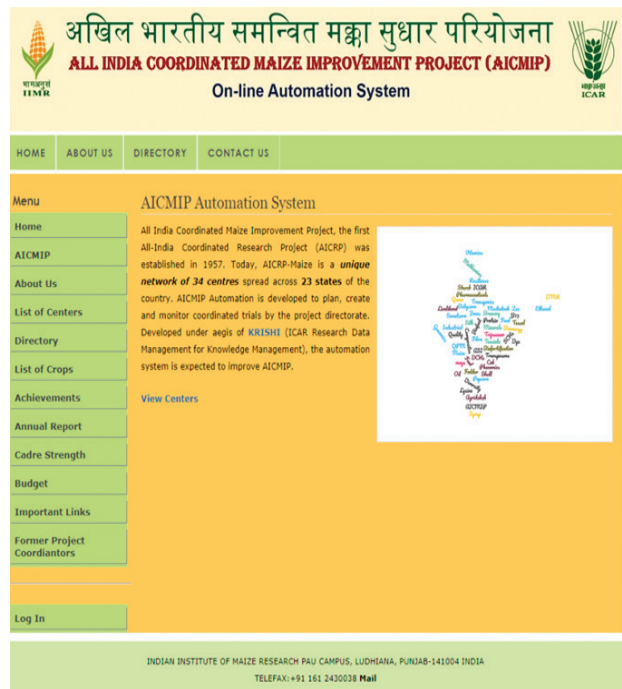 अखिल भारतीय समन्वित मक्का सुधार परियोजना
ALL INDIA COORDINATED MAIZE IMPROVEMENT PROJECT (AICMIP)
On-line Automation System
IIMR
ICAR
HOME ABOUT US DIRECTORY CONTACT US
Menu
Home
AICMIP
About Us
List of Centers
Directory
List of Crops
Achievements
Annual Report
Cadre Strength
Budget
Important Links
Former Project
Coordiantors
Log In
AICMIP Automation System
All India Coordinated Maize Improvement Project, the first
All-India Coordinated Research Project (AICRP) was
established in 1957. Today, AICRP-Maize is a unique
network of 34 centres spread across 23 states of the
country. AICMIP Automation is developed to plan, create
and monitor coordinated trials by the project directorate.
Developed under aegis of KRISHI (ICAR Research Data
Management for Knowledge Management), the automation
system is expected to improve AICMIP.
View Centers
INDIAN INSTITUTE OF MAIZE RESEARCH PAU CAMPUS, LUDHIANA, PUNJAB-141004 INDIA
TELEFAX:+91 161 2430038 Mail